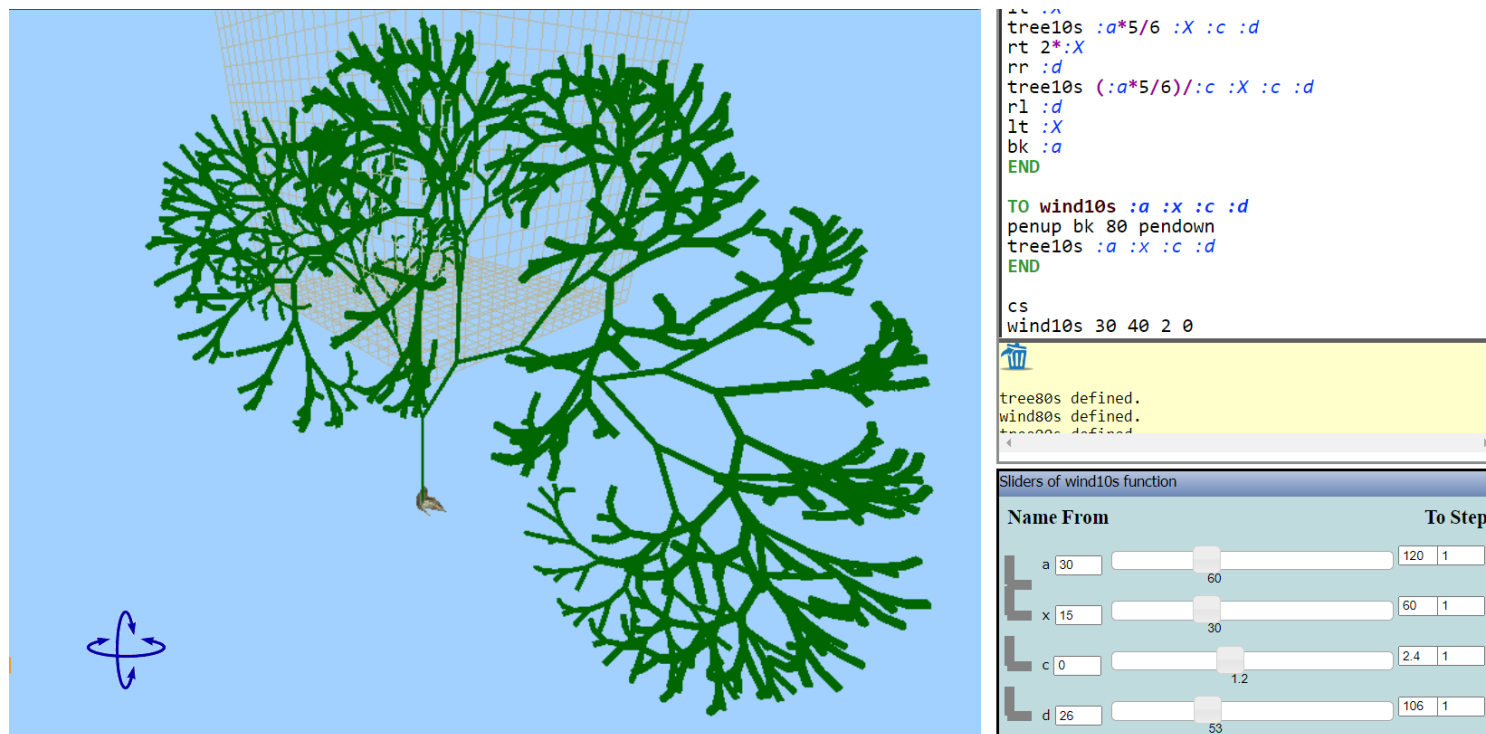 lt :X
tree10s :a*5/6 :X :c :d
rt 2*:X
rr :d
tree10s (:a*5/6)/:c :X :c :d
rl :d
lt :X
bk :a
END
TO wind10s :a :x :c :d
penup bk 80 pendown
tree10s :a :x :c :d
END
cs
wind10s 30 40 2 0
tree80s defined.
wind80s defined.
Sliders of wind10s function
Name From To Step
a 30 60 120 1
x 15 30 60 1
c 0 1.2 2.4 1
d 26 53 106 1